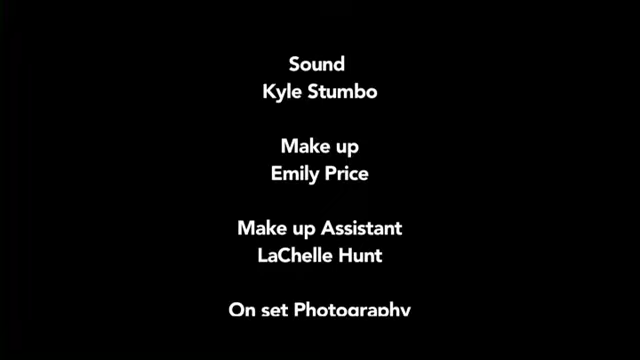 Sound
Kyle Stumbo
Make up
Emily Price
Make up Assistant
LaChelle Hunt
On set Photography